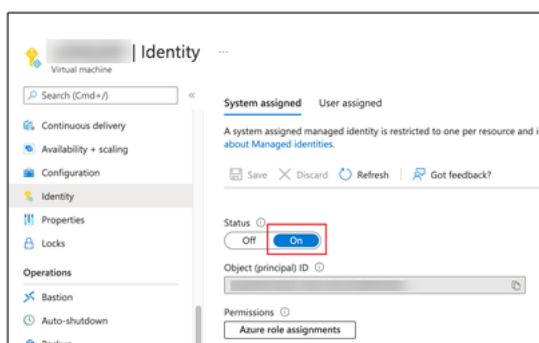 | Identity ...
Virtual machine
Search (Cmd+/) «
Continuous delivery
Availability + scaling
Configuration
Identity
Properties
Locks
Operations
Bastion
Auto-shutdown
System assigned User assigned
A system assigned managed identity is restricted to one per resource and
about Managed identities.
Save Discard Refresh Got feedback?
Status
Off On
Object (principal) ID
Permissions
Azure role assignments